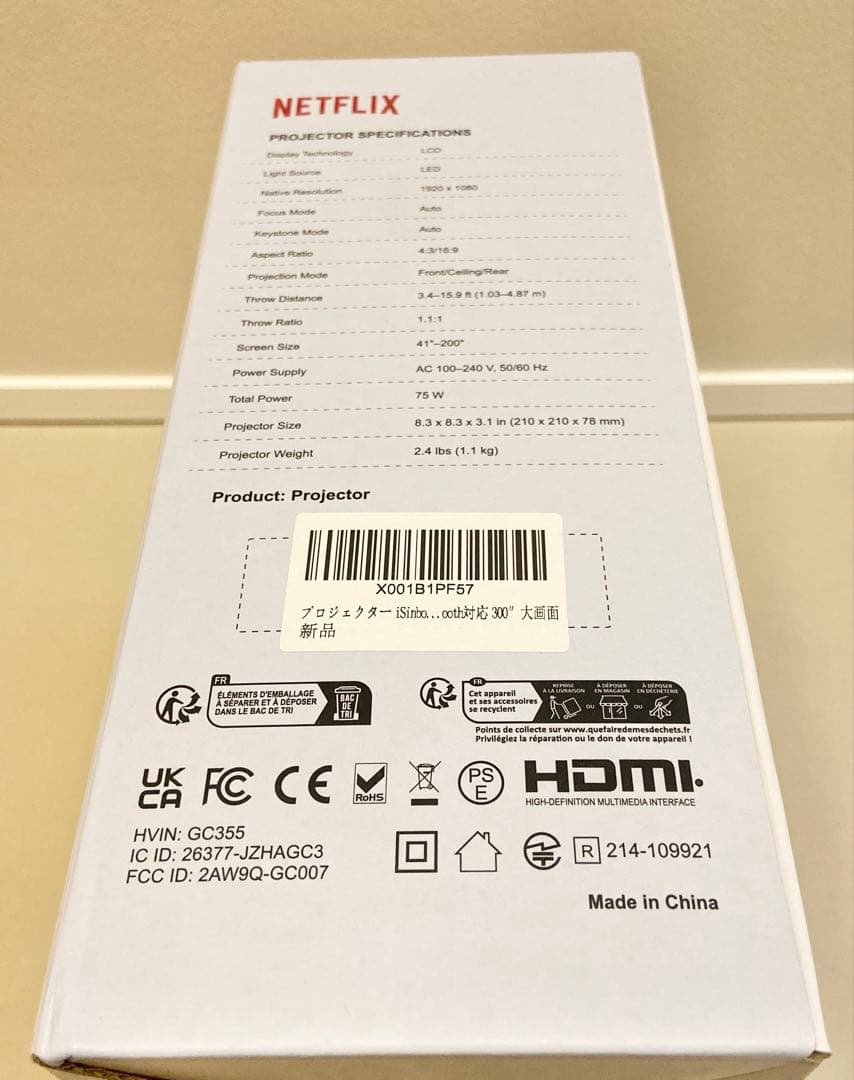 NETFLIX
PROJECTOR SPECIFICATIONS
Display Technology LCD
Light Source LED
Native Resolution 1920 x 1080
Focus Mode Auto
Keystone Mode Auto
Aspect Ratio 4:3/16:9
Projection Mode Front/Ceiling/Rear
Throw Distance 3.4–15.9 ft (1.03–4.87 m)
Throw Ratio 1.1:1
Screen Size 41"–200"
Power Supply AC 100–240 V, 50/60 Hz
Total Power 75 W
Projector Size 8.3 x 8.3 x 3.1 in (210 x 210 x 78 mm)
Projector Weight 2.4 lbs (1.1 kg)
Product: Projector
X001B1PF57
プロジェクター iSinbo...ooth対応 300″ 大画面
新品
FR
ÉLÉMENTS D'EMBALLAGE
À SÉPARER ET À DÉPOSER
DANS LE BAC DE TRI
BAC
DE
TRI
FR
Cet appareil
et ses accessoires
se recyclent
REPRISE
À LA LIVRAISON
OU
À DÉPOSER
EN MAGASIN
OU
À DÉPOSER
EN DÉCHÈTERIE
Points de collecte sur www.quefairedemesdechets.fr
Privilégiez la réparation ou le don de votre appareil !
UK
CA
FC
CE
RoHS
PS
E
HDMI
HIGH-DEFINITION MULTIMEDIA INTERFACE
HVIN: GC355
IC ID: 26377-JZHAGC3
FCC ID: 2AW9Q-GC007
R 214-109921
Made in China